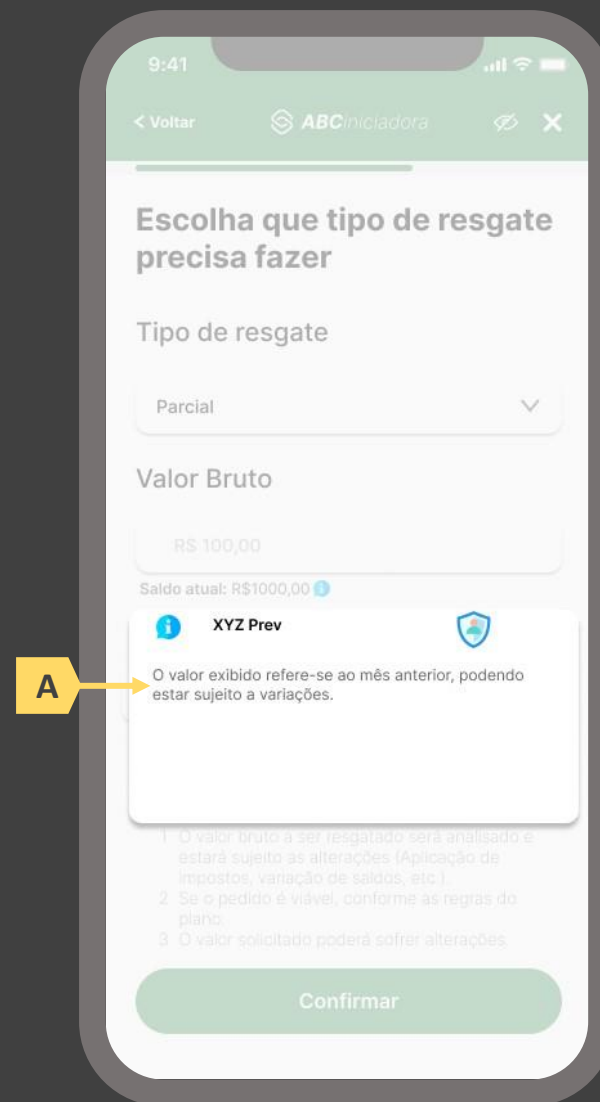 9:41
< Voltar
ABCiniciadora
Escolha que tipo de resgate
precisa fazer
Tipo de resgate
Parcial
Valor Bruto
R$ 100,00
Saldo atual: R$1000,00
XYZ Prev
A
O valor exibido refere-se ao mês anterior, podendo
estar sujeito a variações.
1 O valor bruto a ser resgatado será analisado e
estará sujeito as alterações (Aplicação de
impostos, variação de saldos, etc.).
2 Se o pedido é viável, conforme as regras do
plano.
3 O valor solicitado poderá sofrer alterações.
Confirmar